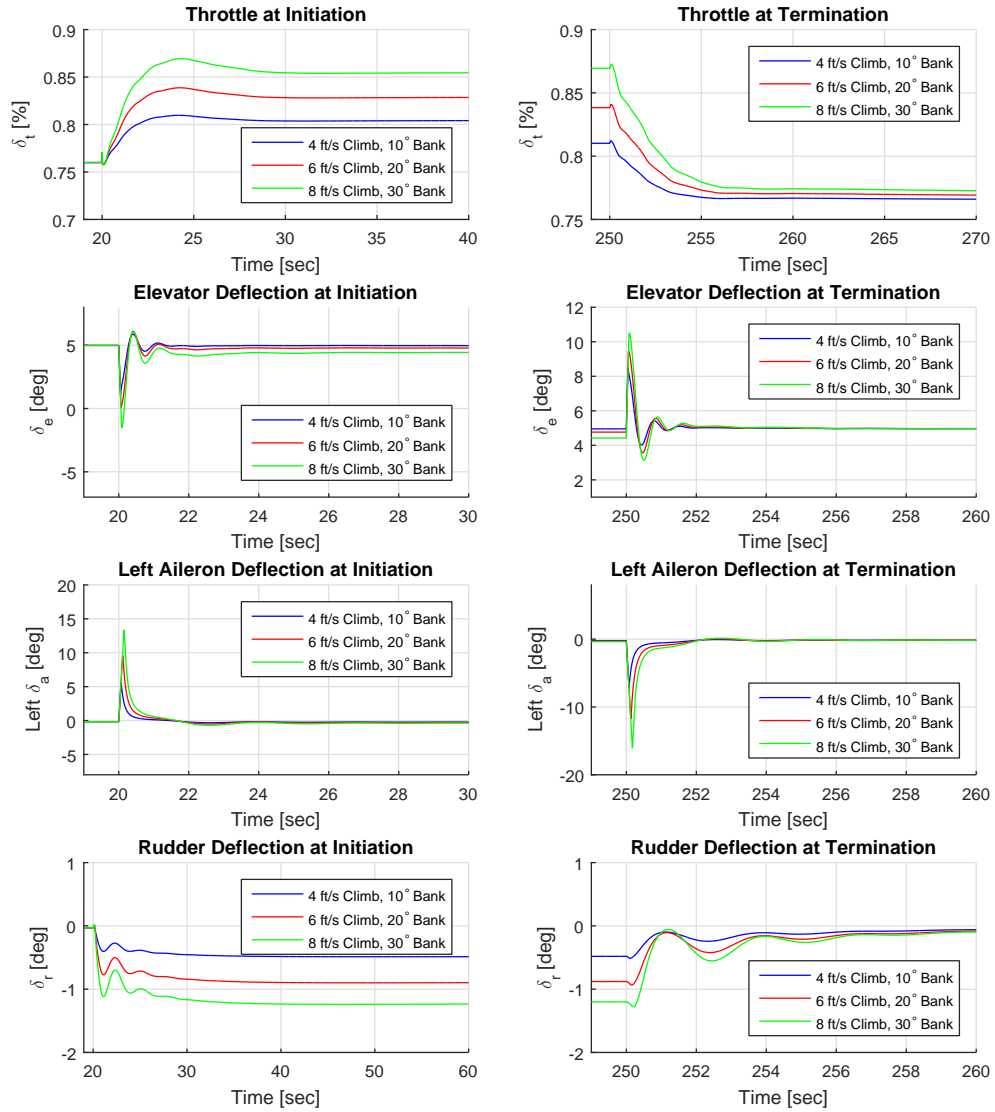 Throttle at Initiation
0.9
0.85
0.8
0.75
0.7
δt [%]
4 ft/s Climb, 10° Bank
6 ft/s Climb, 20° Bank
8 ft/s Climb, 30° Bank
20 25 30 35 40
Time [sec]
Throttle at Termination
0.9
0.85
0.8
0.75
δt [%]
4 ft/s Climb, 10° Bank
6 ft/s Climb, 20° Bank
8 ft/s Climb, 30° Bank
250 255 260 265 270
Time [sec]
Elevator Deflection at Initiation
5
0
-5
δe [deg]
4 ft/s Climb, 10° Bank
6 ft/s Climb, 20° Bank
8 ft/s Climb, 30° Bank
20 22 24 26 28 30
Time [sec]
Elevator Deflection at Termination
12
10
8
6
4
2
δe [deg]
4 ft/s Climb, 10° Bank
6 ft/s Climb, 20° Bank
8 ft/s Climb, 30° Bank
250 252 254 256 258 260
Time [sec]
Left Aileron Deflection at Initiation
20
15
10
5
0
-5
Left δa [deg]
4 ft/s Climb, 10° Bank
6 ft/s Climb, 20° Bank
8 ft/s Climb, 30° Bank
20 22 24 26 28 30
Time [sec]
Left Aileron Deflection at Termination
0
-10
-20
Left δa [deg]
4 ft/s Climb, 10° Bank
6 ft/s Climb, 20° Bank
8 ft/s Climb, 30° Bank
250 252 254 256 258 260
Time [sec]
Rudder Deflection at Initiation
1
0
-1
-2
δr [deg]
4 ft/s Climb, 10° Bank
6 ft/s Climb, 20° Bank
8 ft/s Climb, 30° Bank
20 30 40 50 60
Time [sec]
Rudder Deflection at Termination
1
0
-1
-2
δr [deg]
4 ft/s Climb, 10° Bank
6 ft/s Climb, 20° Bank
8 ft/s Climb, 30° Bank
250 252 254 256 258 260
Time [sec]